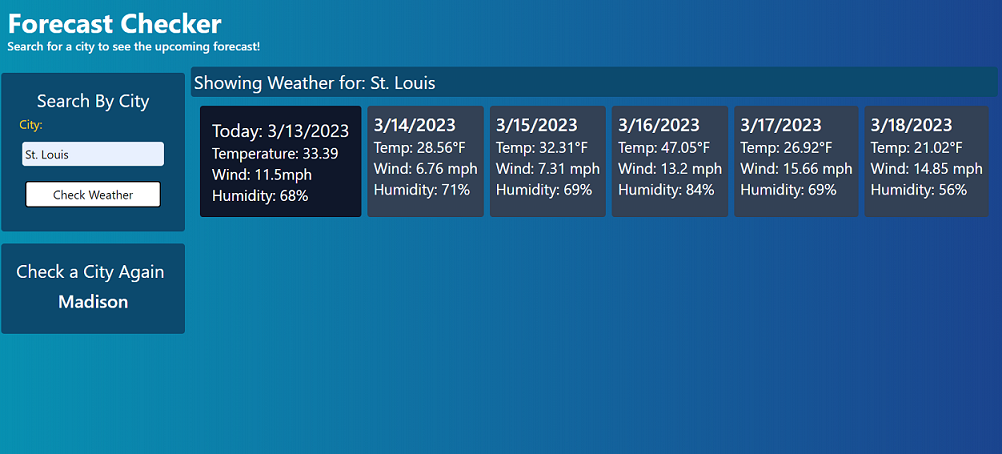 Forecast Checker
Search for a city to see the upcoming forecast!
Search By City
City:
St. Louis
Check Weather
Check a City Again
Madison
Showing Weather for: St. Louis
Today: 3/13/2023
Temperature: 33.39
Wind: 11.5mph
Humidity: 68%
3/14/2023
Temp: 28.56°F
Wind: 6.76 mph
Humidity: 71%
3/15/2023
Temp: 32.31°F
Wind: 7.31 mph
Humidity: 69%
3/16/2023
Temp: 47.05°F
Wind: 13.2 mph
Humidity: 84%
3/17/2023
Temp: 26.92°F
Wind: 15.66 mph
Humidity: 69%
3/18/2023
Temp: 21.02°F
Wind: 14.85 mph
Humidity: 56%